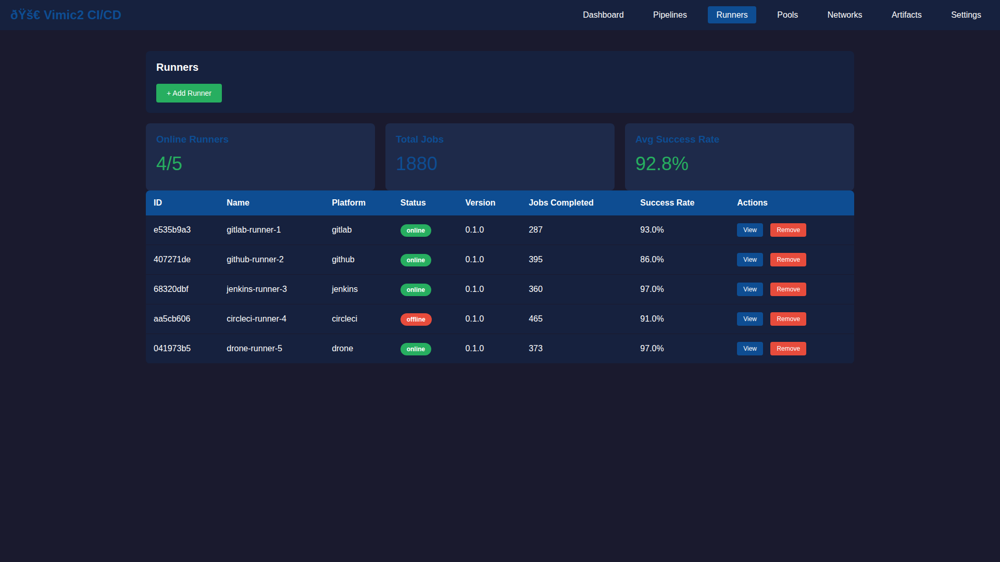 ðŸš€ Vimic2 CI/CD
Dashboard Pipelines Runners Pools Networks Artifacts Settings
Runners
+ Add Runner
Online Runners Total Jobs Avg Success Rate
4/5 1880 92.8%
ID Name Platform Status Version Jobs Completed Success Rate Actions
e535b9a3 gitlab-runner-1 gitlab online 0.1.0 287 93.0% View Remove
407271de github-runner-2 github online 0.1.0 395 86.0% View Remove
68320dbf jenkins-runner-3 jenkins online 0.1.0 360 97.0% View Remove
aa5cb606 circleci-runner-4 circleci offline 0.1.0 465 91.0% View Remove
041973b5 drone-runner-5 drone online 0.1.0 373 97.0% View Remove